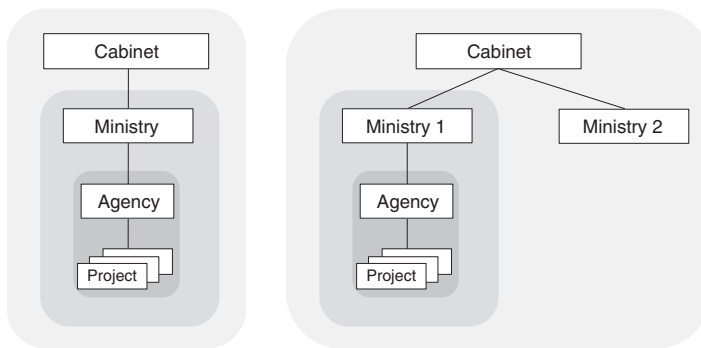 Cabinet
Ministry
Agency
Project
Cabinet
Ministry 1
Ministry 2
Agency
Project